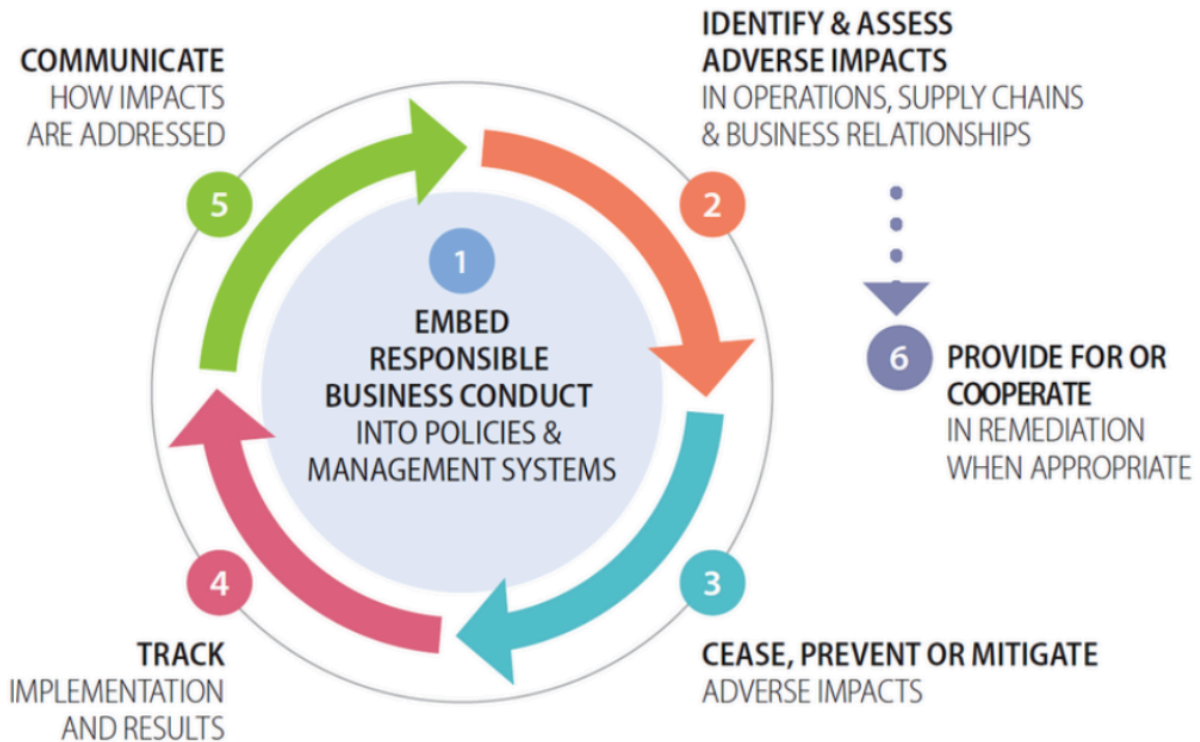 COMMUNICATE
HOW IMPACTS
ARE ADDRESSED
5
IDENTIFY & ASSESS
ADVERSE IMPACTS
IN OPERATIONS, SUPPLY CHAINS
& BUSINESS RELATIONSHIPS
2
1
EMBED
RESPONSIBLE
BUSINESS CONDUCT
INTO POLICIES &
MANAGEMENT SYSTEMS
6
PROVIDE FOR OR
COOPERATE
IN REMEDIATION
WHEN APPROPRIATE
4
TRACK
IMPLEMENTATION
AND RESULTS
3
CEASE, PREVENT OR MITIGATE
ADVERSE IMPACTS